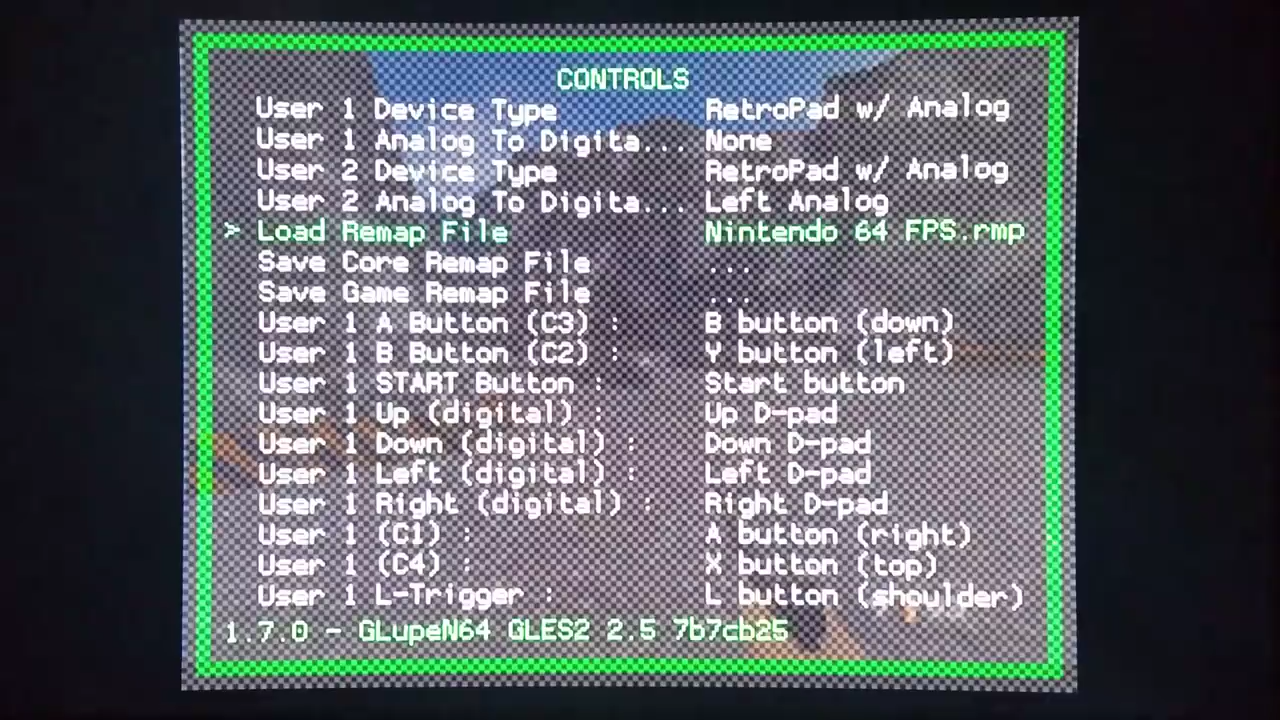 CONTROLS
User 1 Device Type RetroPad w/ Analog
User 1 Analog To Digita... None
User 2 Device Type RetroPad w/ Analog
User 2 Analog To Digita... Left Analog
> Load Remap File Nintendo 64 FPS.rmp
Save Core Remap File ...
Save Game Remap File ...
User 1 A Button (C3) : B button (down)
User 1 B Button (C2) : Y button (left)
User 1 START Button : Start button
User 1 Up (digital) : Up D-pad
User 1 Down (digital) : Down D-pad
User 1 Left (digital) : Left D-pad
User 1 Right (digital) : Right D-pad
User 1 (C1) : A button (right)
User 1 (C4) : X button (top)
User 1 L-Trigger : L button (shoulder)
1.7.0 - GLupeN64 GLES2 2.5 7b7cb25